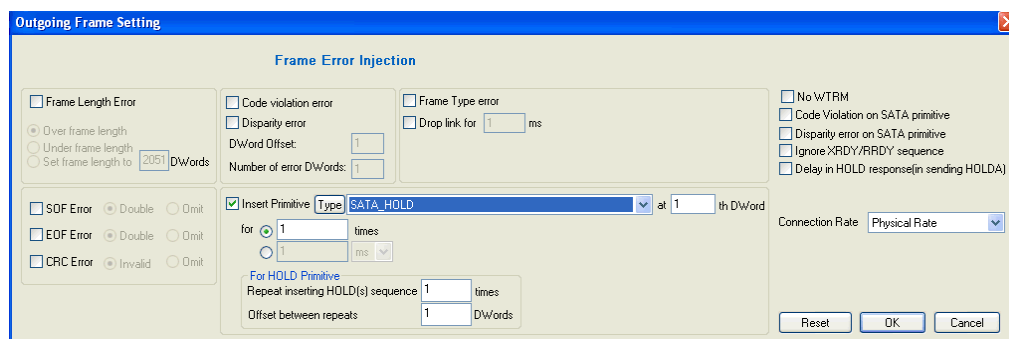 Outgoing Frame Setting
Frame Error Injection
Frame Length Error
Over frame length
Under frame length
Set frame length to 2051 DWords
Code violation error
Disparity error
DWord Offset: 1
Number of error DWords: 1
Frame Type error
Drop link for 1 ms
No WTRM
Code Violation on SATA primitive
Disparity error on SATA primitive
Ignore XRDY/RRDY sequence
Delay in HOLD response(in sending HOLDA)
SOF Error Double Omit
EOF Error Double Omit
CRC Error Invalid Omit
Insert Primitive Type SATA_HOLD at 1 th DWord
for 1 times
1 ms
For HOLD Primitive
Repeat inserting HOLD(s) sequence 1 times
Offset between repeats 1 DWords
Connection Rate Physical Rate
Reset OK Cancel